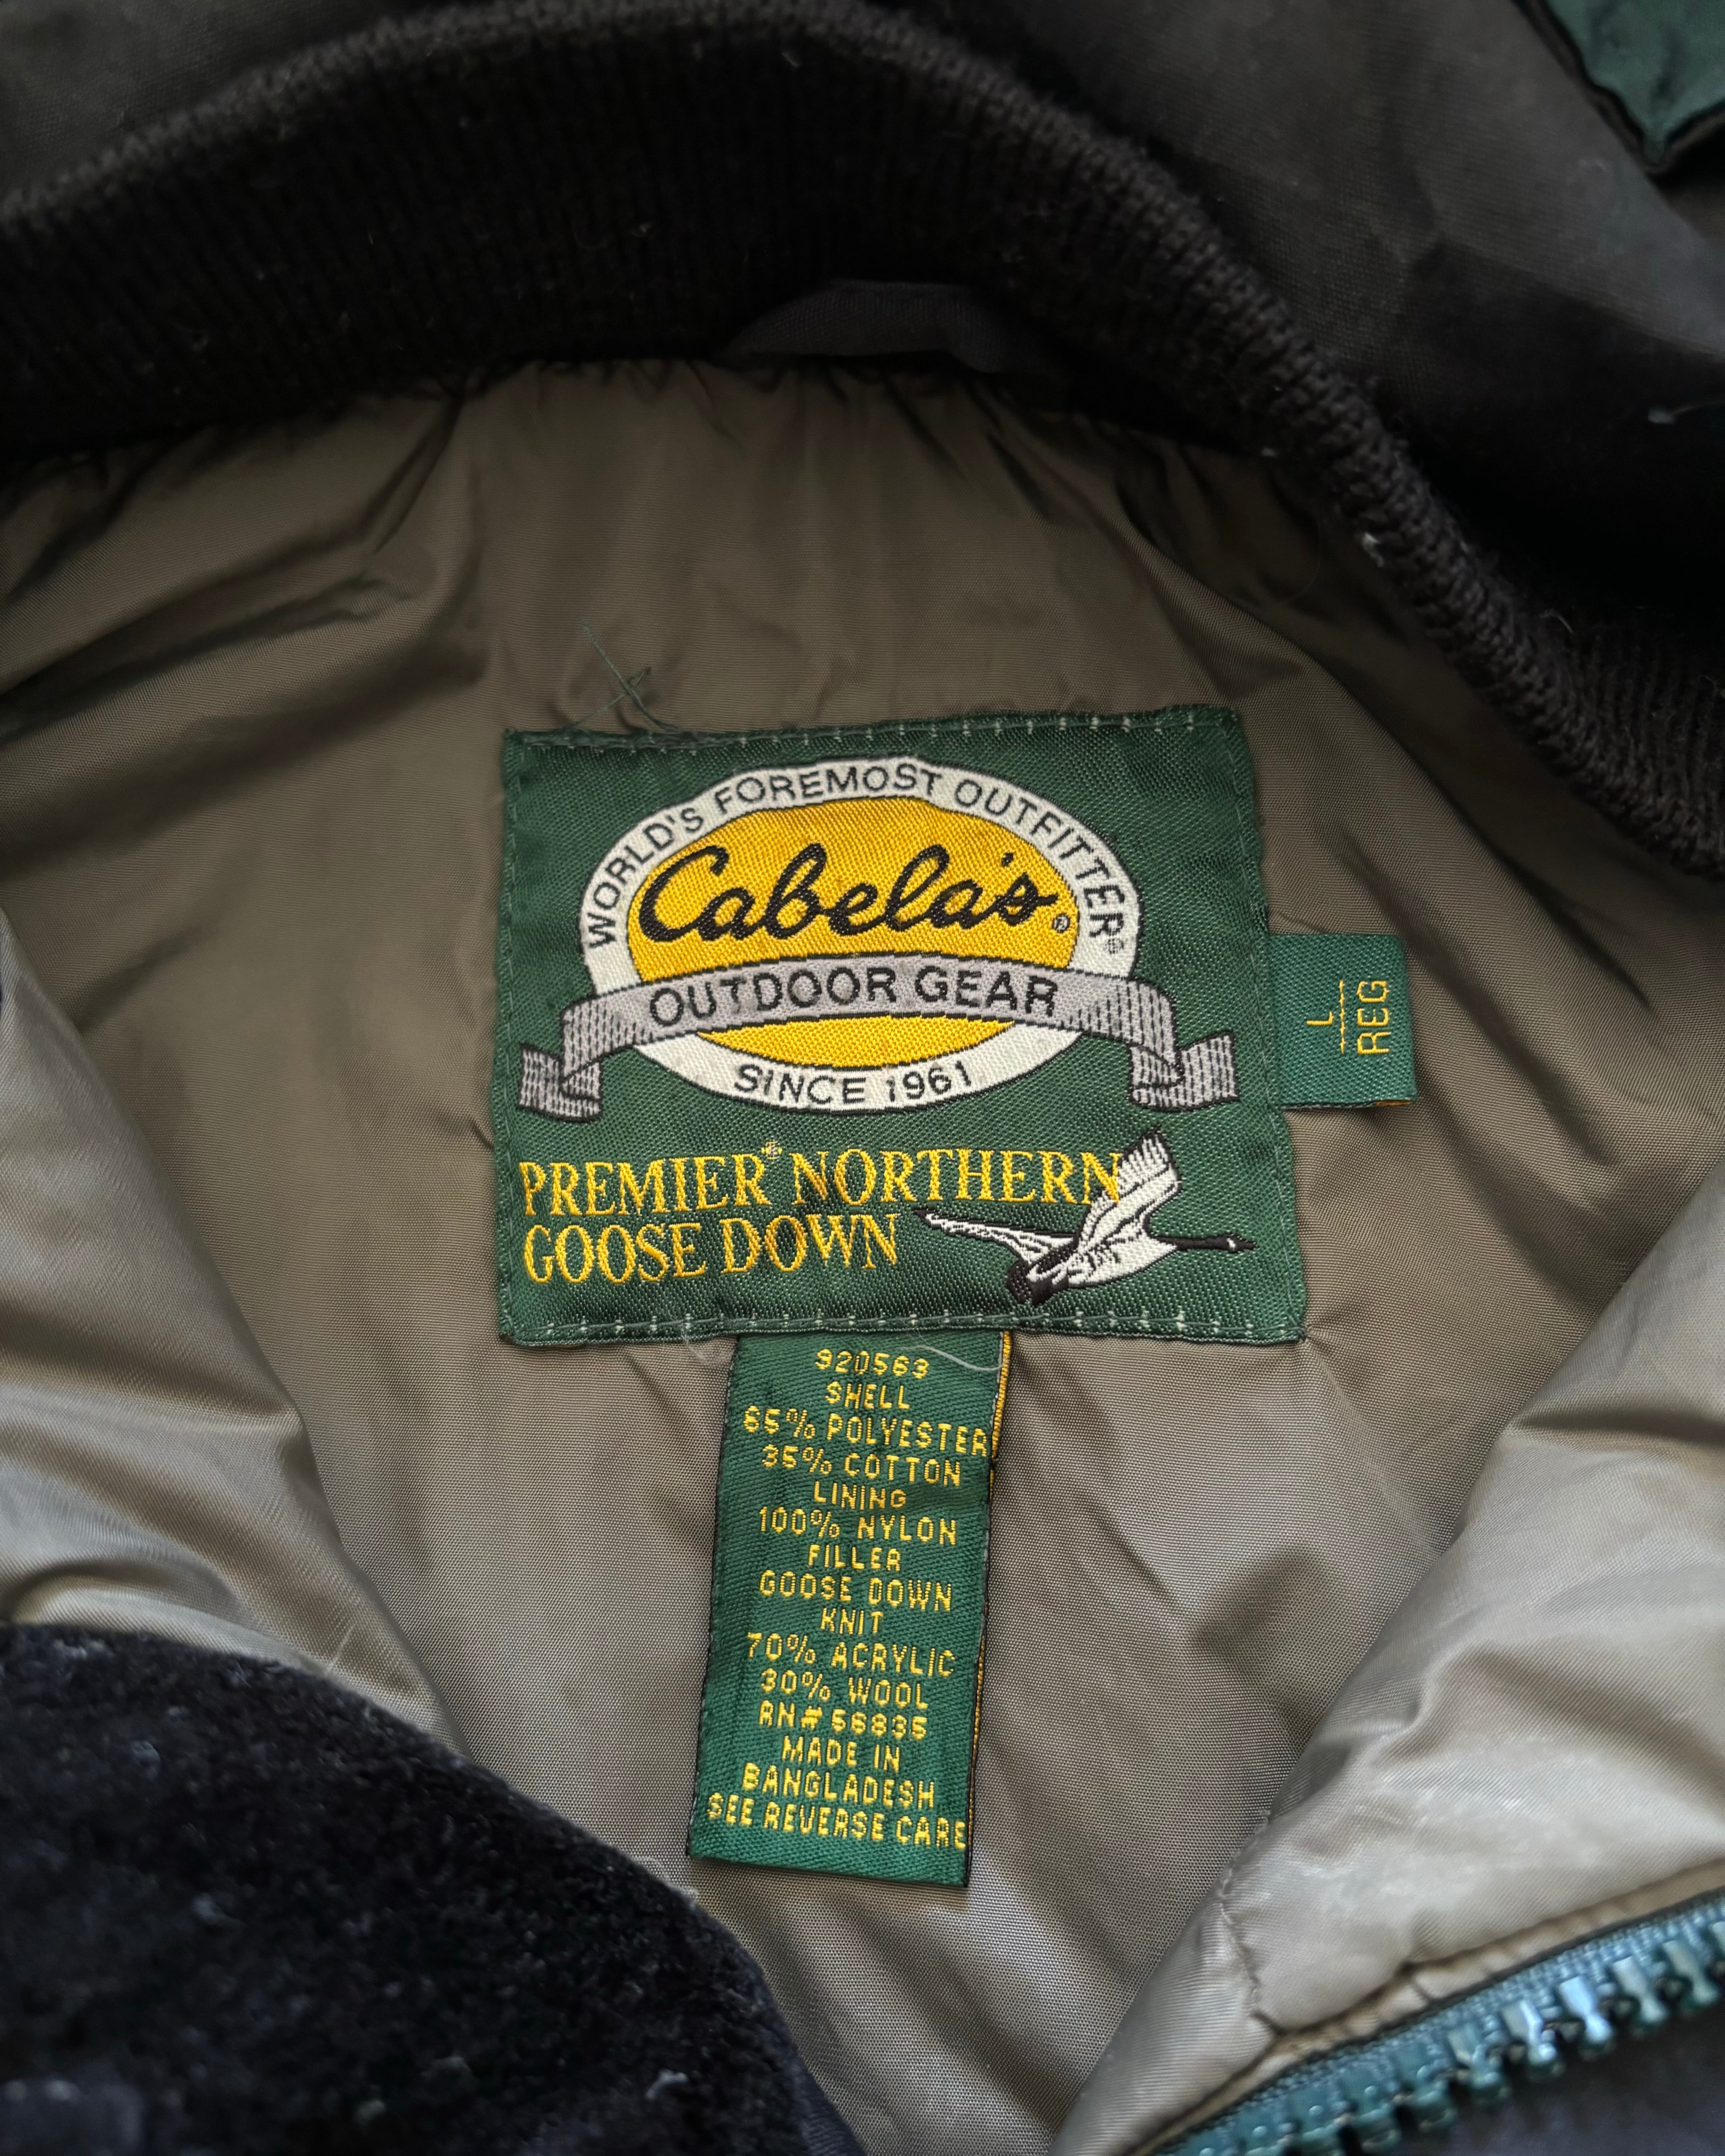 WORLD'S FOREMOST OUTFITTER®
Cabela's®
OUTDOOR GEAR
SINCE 1961
PREMIER® NORTHERN
GOOSE DOWN
L
REG
920563
SHELL
65% POLYESTER
35% COTTON
LINING
100% NYLON
FILLER
GOOSE DOWN
KNIT
70% ACRYLIC
30% WOOL
RN# 56835
MADE IN
BANGLADESH
SEE REVERSE CARE